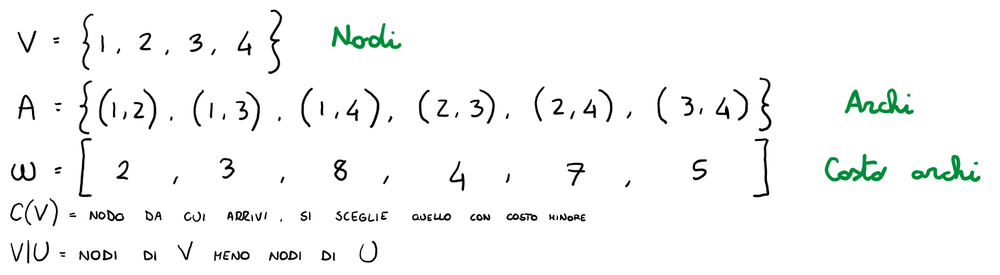 V = {1, 2, 3, 4} Nodi
A = {(1,2), (1,3), (1,4), (2,3), (2,4), (3,4)} Archi
ω = [2, 3, 8, 4, 7, 5] Costo archi
C(V) = NODO DA CUI ARRIVI, SI SCEGLIE QUELLO CON COSTO MINORE
V|U = NODI DI V MENO NODI DI U